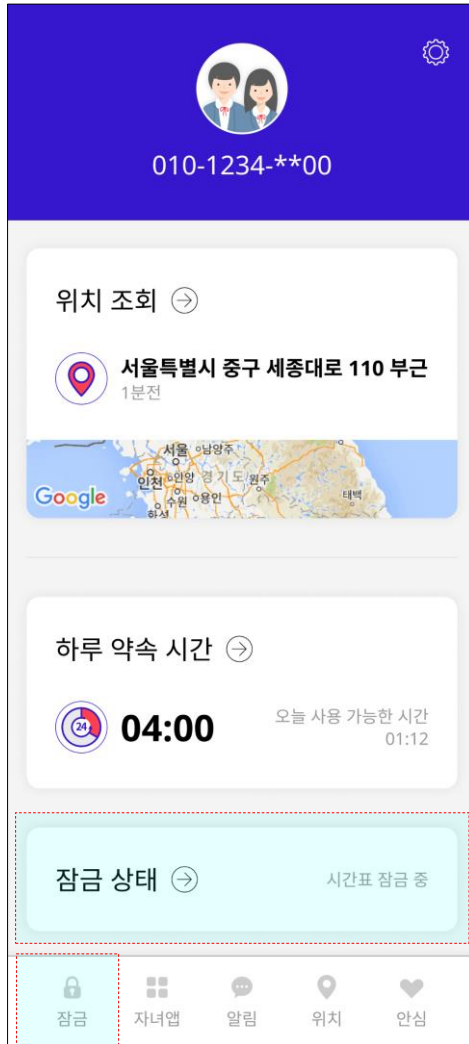 010-1234-**00
위치 조회
서울특별시 중구 세종대로 110 부근
1분전
서울 남양주
인천 안양 경기도 원주
태백
수원 용인
화성
Google
하루 약속 시간
24
04:00
오늘 사용 가능한 시간
01:12
잠금 상태
시간표 잠금 중
잠금 자녀앱 알림 위치 안심